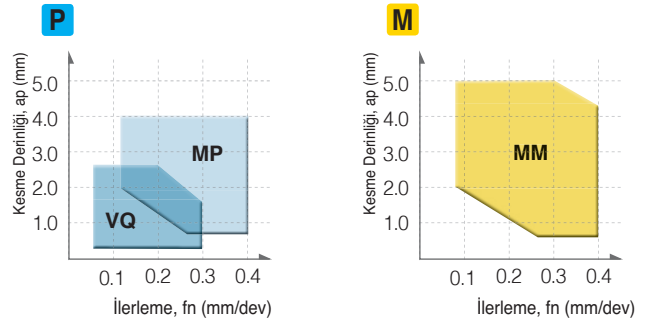 P
Kesme Derinliği, ap (mm)
5.0
4.0
3.0
2.0
1.0
MP
VQ
0.1 0.2 0.3 0.4
İlerleme, fn (mm/dev)
M
Kesme Derinliği, ap (mm)
5.0
4.0
3.0
2.0
1.0
MM
0.1 0.2 0.3 0.4
İlerleme, fn (mm/dev)